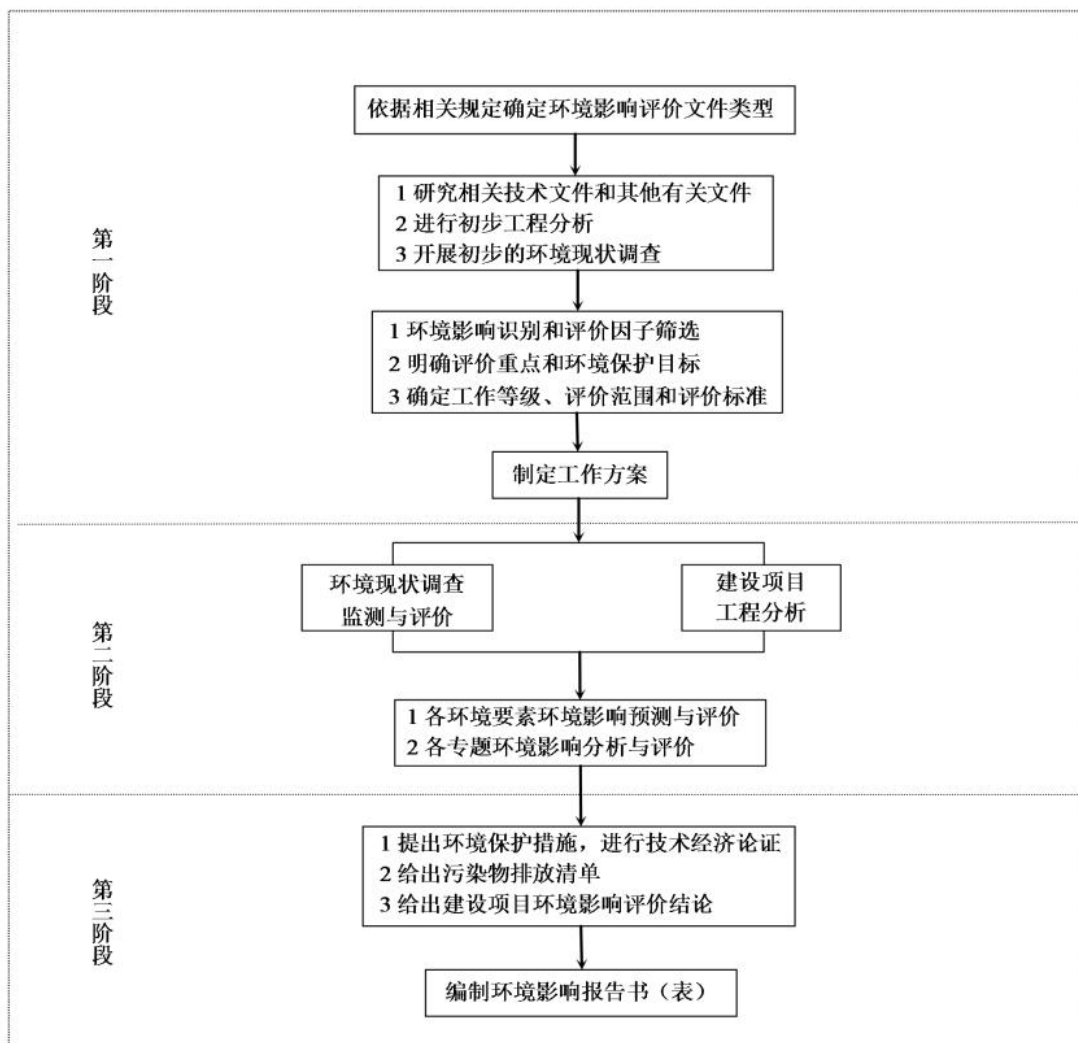 依据相关规定确定环境影响评价文件类型
第一阶段
1 研究相关技术文件和其他有关文件
2 进行初步工程分析
3 开展初步的环境现状调查
1 环境影响识别和评价因子筛选
2 明确评价重点和环境保护目标
3 确定工作等级、评价范围和评价标准
制定工作方案
第二阶段
环境现状调查
监测与评价
建设项目
工程分析
1 各环境要素环境影响预测与评价
2 各专题环境影响分析与评价
第三阶段
1 提出环境保护措施，进行技术经济论证
2 给出污染物排放清单
3 给出建设项目环境影响评价结论
编制环境影响报告书（表）